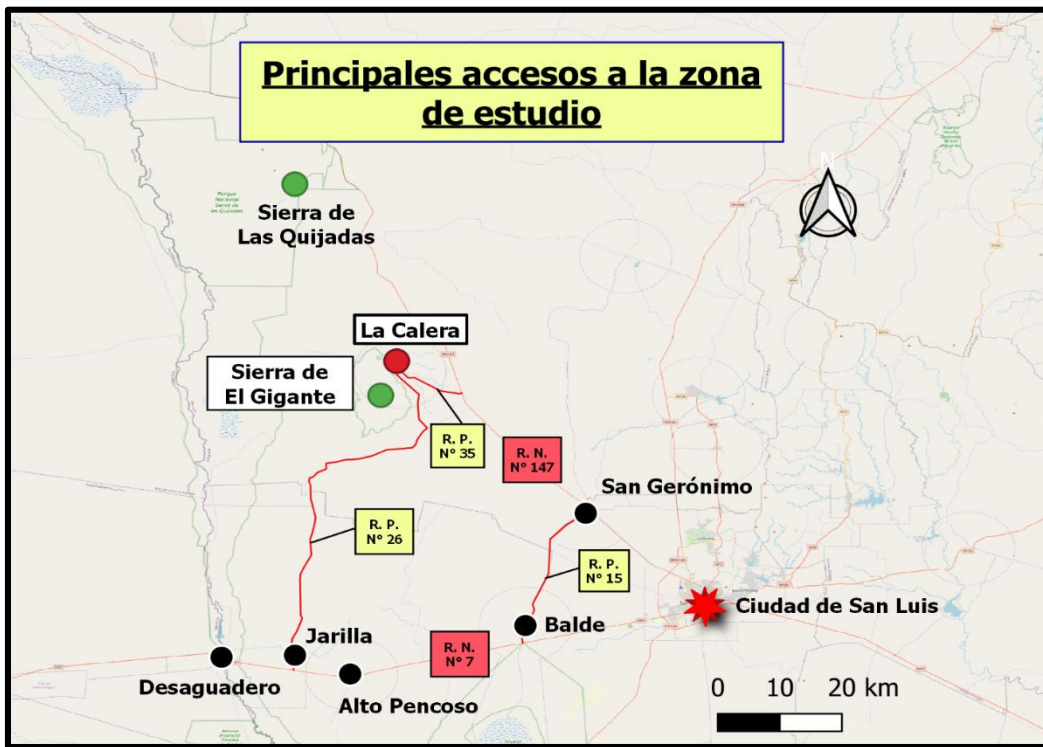 Principales accesos a la zona
de estudio
N
Sierra de
Las Quijadas
La Calera
Sierra de
El Gigante
R. P.
N° 35
R. N.
N° 147
San Gerónimo
R. P.
N° 26
R. P.
N° 15
Ciudad de San Luis
Balde
Jarilla
R. N.
N° 7
Desaguadero
Alto Pencoso
0 10 20 km